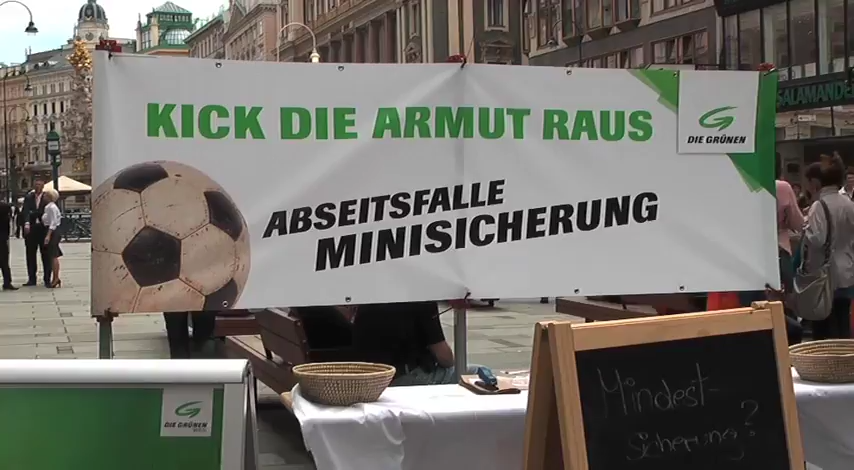 KICK DIE ARMUT RAUS
DIE GRÜNEN
ABSEITSFALLE
MINISICHERUNG
SALAMANDER
DIE GRÜNEN
Mindest-
sicherung?